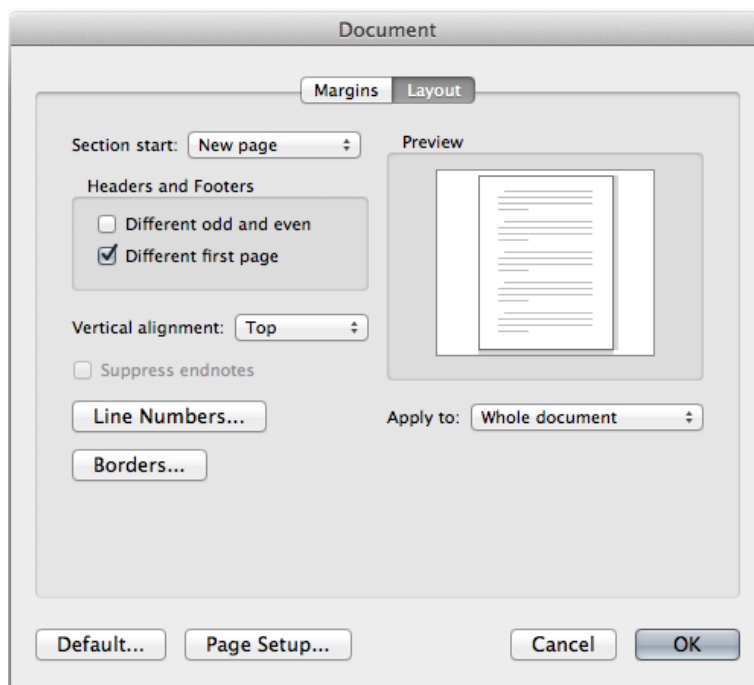 Document
Margins Layout
Section start: New page
Preview
Headers and Footers
Different odd and even
Different first page
Vertical alignment: Top
Suppress endnotes
Line Numbers...
Apply to: Whole document
Borders...
Default... Page Setup... Cancel OK